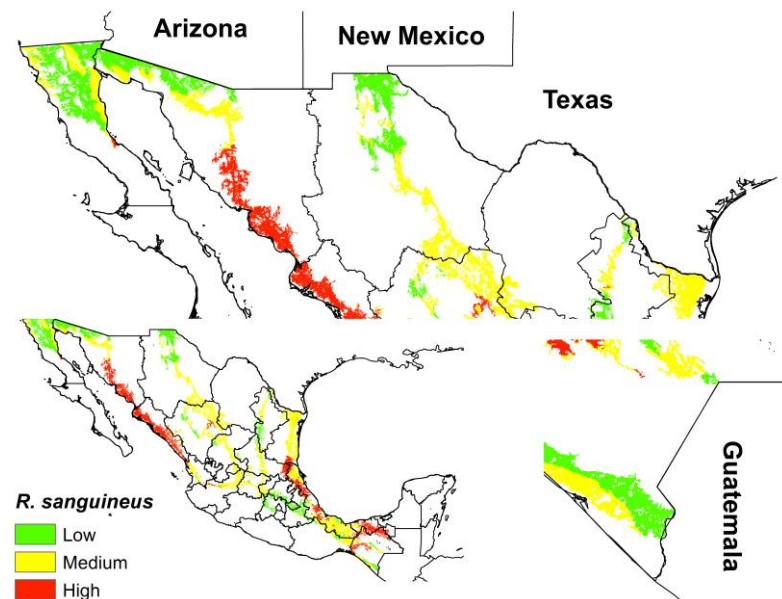 Arizona
New Mexico
Texas
Guatemala
R. sanguineus
Low
Medium
High